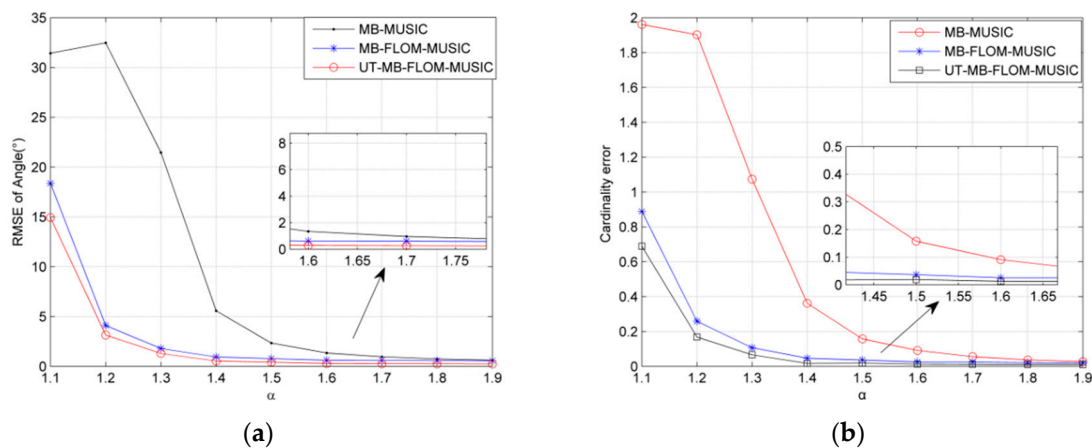 35
30
25
20
15
10
5
0
RMSE of Angle(°)
MB-MUSIC
MB-FLOM-MUSIC
UT-MB-FLOM-MUSIC
8
6
4
2
0
1.6 1.65 1.7 1.75
1.1 1.2 1.3 1.4 1.5 1.6 1.7 1.8 1.9
α
(a)
2
1.8
1.6
1.4
1.2
1
0.8
0.6
0.4
0.2
0
Cardinality error
MB-MUSIC
MB-FLOM-MUSIC
UT-MB-FLOM-MUSIC
0.5
0.4
0.3
0.2
0.1
0
1.45 1.5 1.55 1.6 1.65
1.1 1.2 1.3 1.4 1.5 1.6 1.7 1.8 1.9
α
(b)